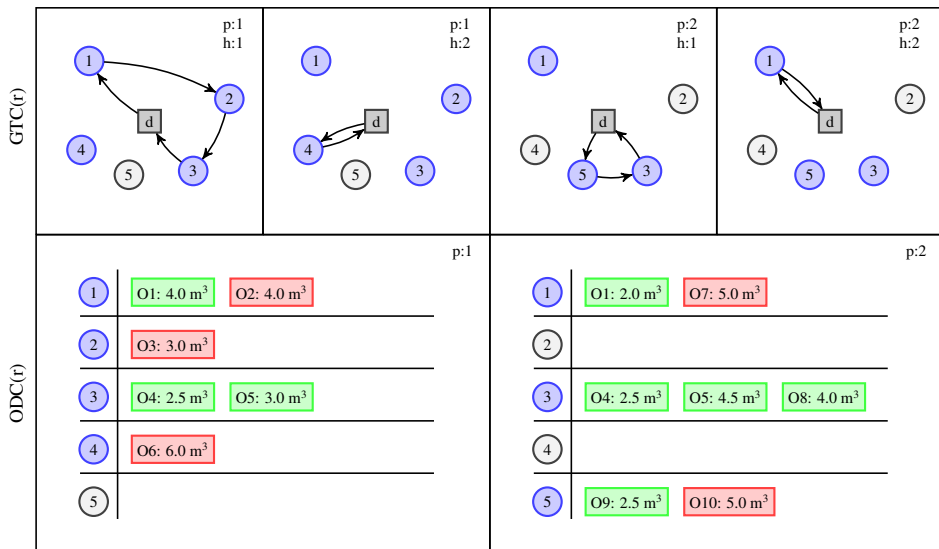 GTC(r)
p:1
h:1
1
2
d
4
5
3
p:1
h:2
1
2
d
4
5
3
p:2
h:1
1
2
d
4
5
3
p:2
h:2
1
2
d
4
5
3
ODC(r)
p:1
1 O1: 4.0 m³ O2: 4.0 m³
2 O3: 3.0 m³
3 O4: 2.5 m³ O5: 3.0 m³
4 O6: 6.0 m³
5
p:2
1 O1: 2.0 m³ O7: 5.0 m³
2
3 O4: 2.5 m³ O5: 4.5 m³ O8: 4.0 m³
4
5 O9: 2.5 m³ O10: 5.0 m³